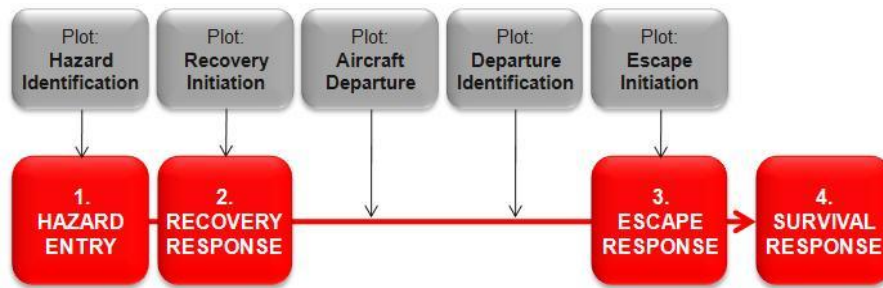 Plot:
Hazard
Identification
Plot:
Recovery
Initiation
Plot:
Aircraft
Departure
Plot:
Departure
Identification
Plot:
Escape
Initiation
1.
HAZARD
ENTRY
2.
RECOVERY
RESPONSE
3.
ESCAPE
RESPONSE
4.
SURVIVAL
RESPONSE